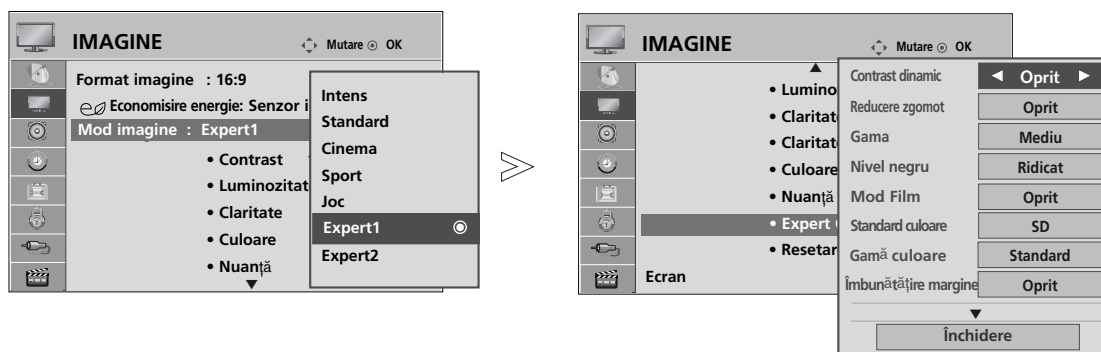 IMAGINE
Mutare OK
Format imagine : 16:9
Economisire energie: Senzor i
Mod imagine : Expert1
• Contrast
• Luminozitat
• Claritate
• Culoare
• Nuanță
Intens
Standard
Cinema
Sport
Joc
Expert1
Expert2
IMAGINE
Mutare OK
• Lumino
• Claritat
• Claritat
• Culoare
• Nuanță
• Expert
• Resetar
Ecran
Contrast dinamic ◄ Oprit ►
Reducere zgomot Oprit
Gama Mediu
Nivel negru Ridicat
Mod Film Oprit
Standard culoare SD
Gamă culoare Standard
Îmbunătățire margine Oprit
Închidere